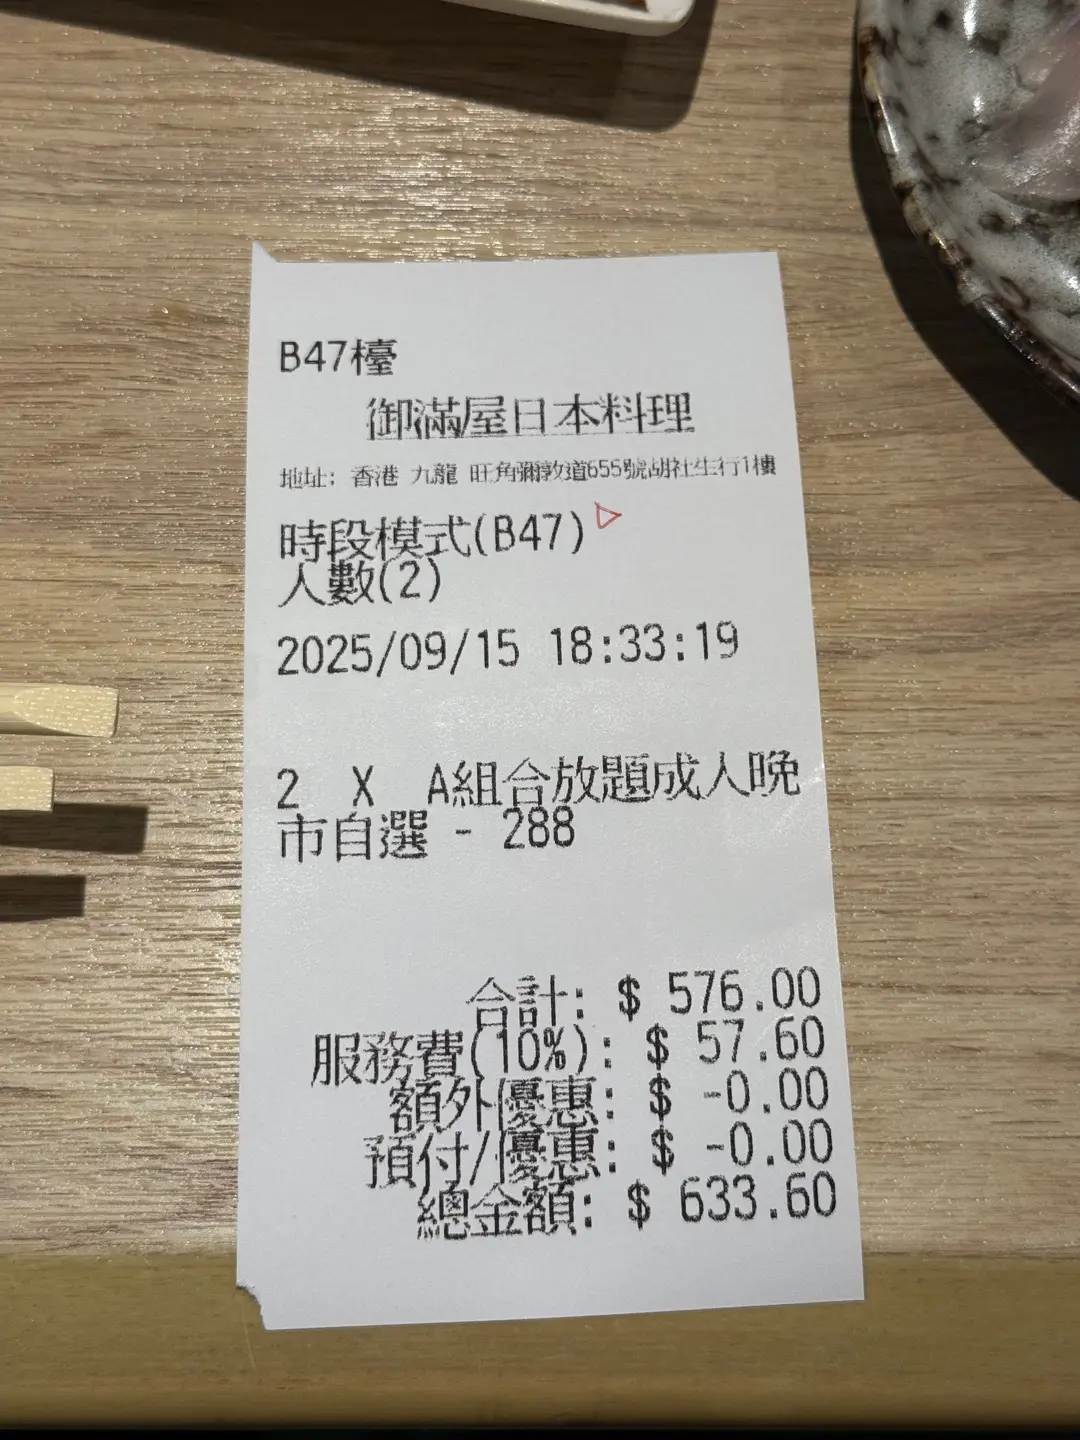 B47檯
御滿屋日本料理
地址: 香港 九龍 旺角彌敦道655號胡社生行1樓
時段模式(B47)
人數(2)
2025/09/15 18:33:19
2 X A組合放題成人晚
市自選 - 288
合計: $ 576.00
服務費(10%): $ 57.60
額外優惠: $ -0.00
預付/優惠: $ -0.00
總金額: $ 633.60